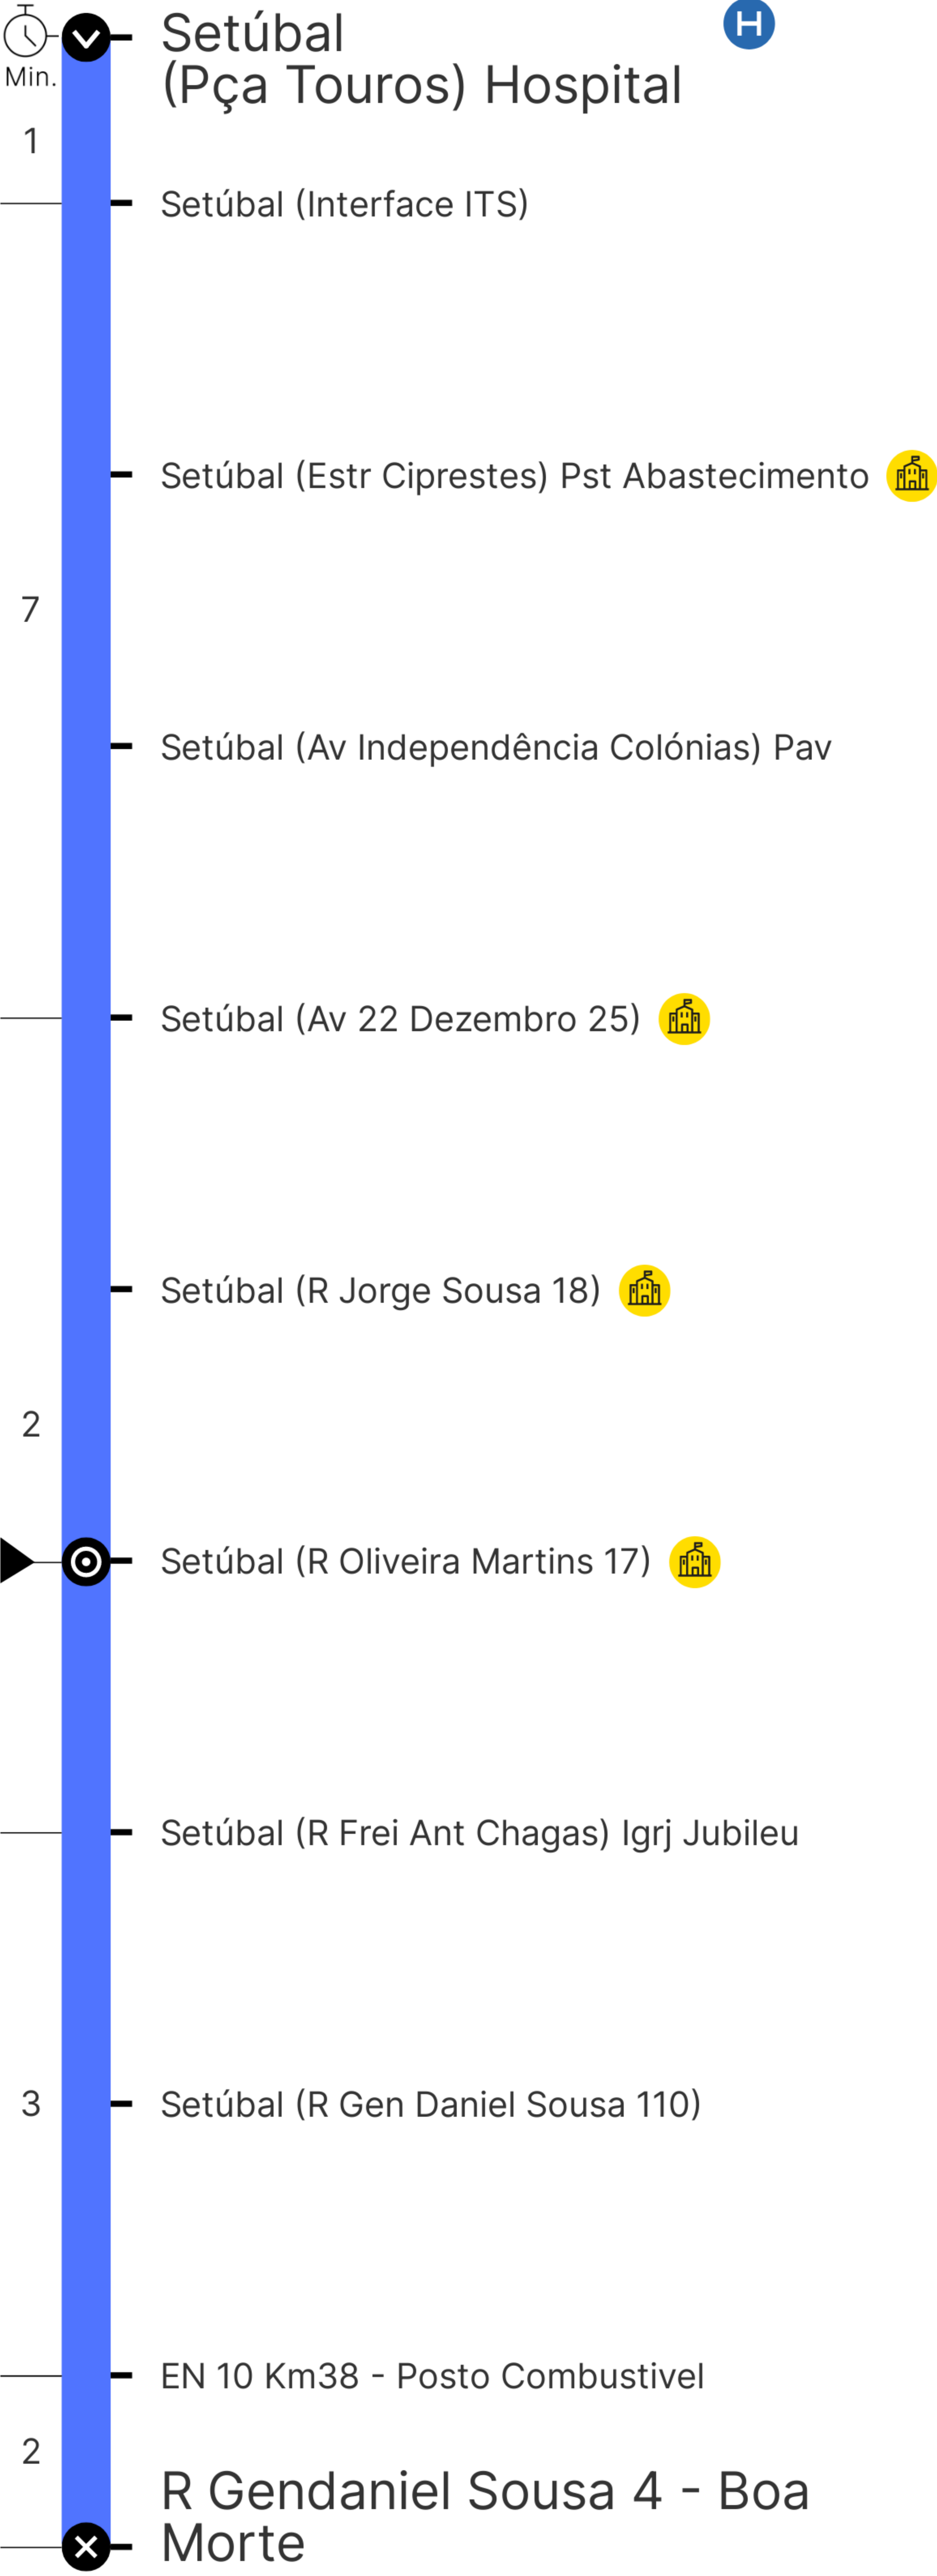 Setúbal
(Pça Touros) Hospital
H
Min.
1
Setúbal (Interface ITS)
Setúbal (Estr Ciprestes) Pst Abastecimento
7
Setúbal (Av Independência Colónias) Pav
Setúbal (Av 22 Dezembro 25)
Setúbal (R Jorge Sousa 18)
2
Setúbal (R Oliveira Martins 17)
Setúbal (R Frei Ant Chagas) Igrj Jubileu
3
Setúbal (R Gen Daniel Sousa 110)
EN 10 Km38 - Posto Combustivel
2
R Gendaniel Sousa 4 - Boa
Morte